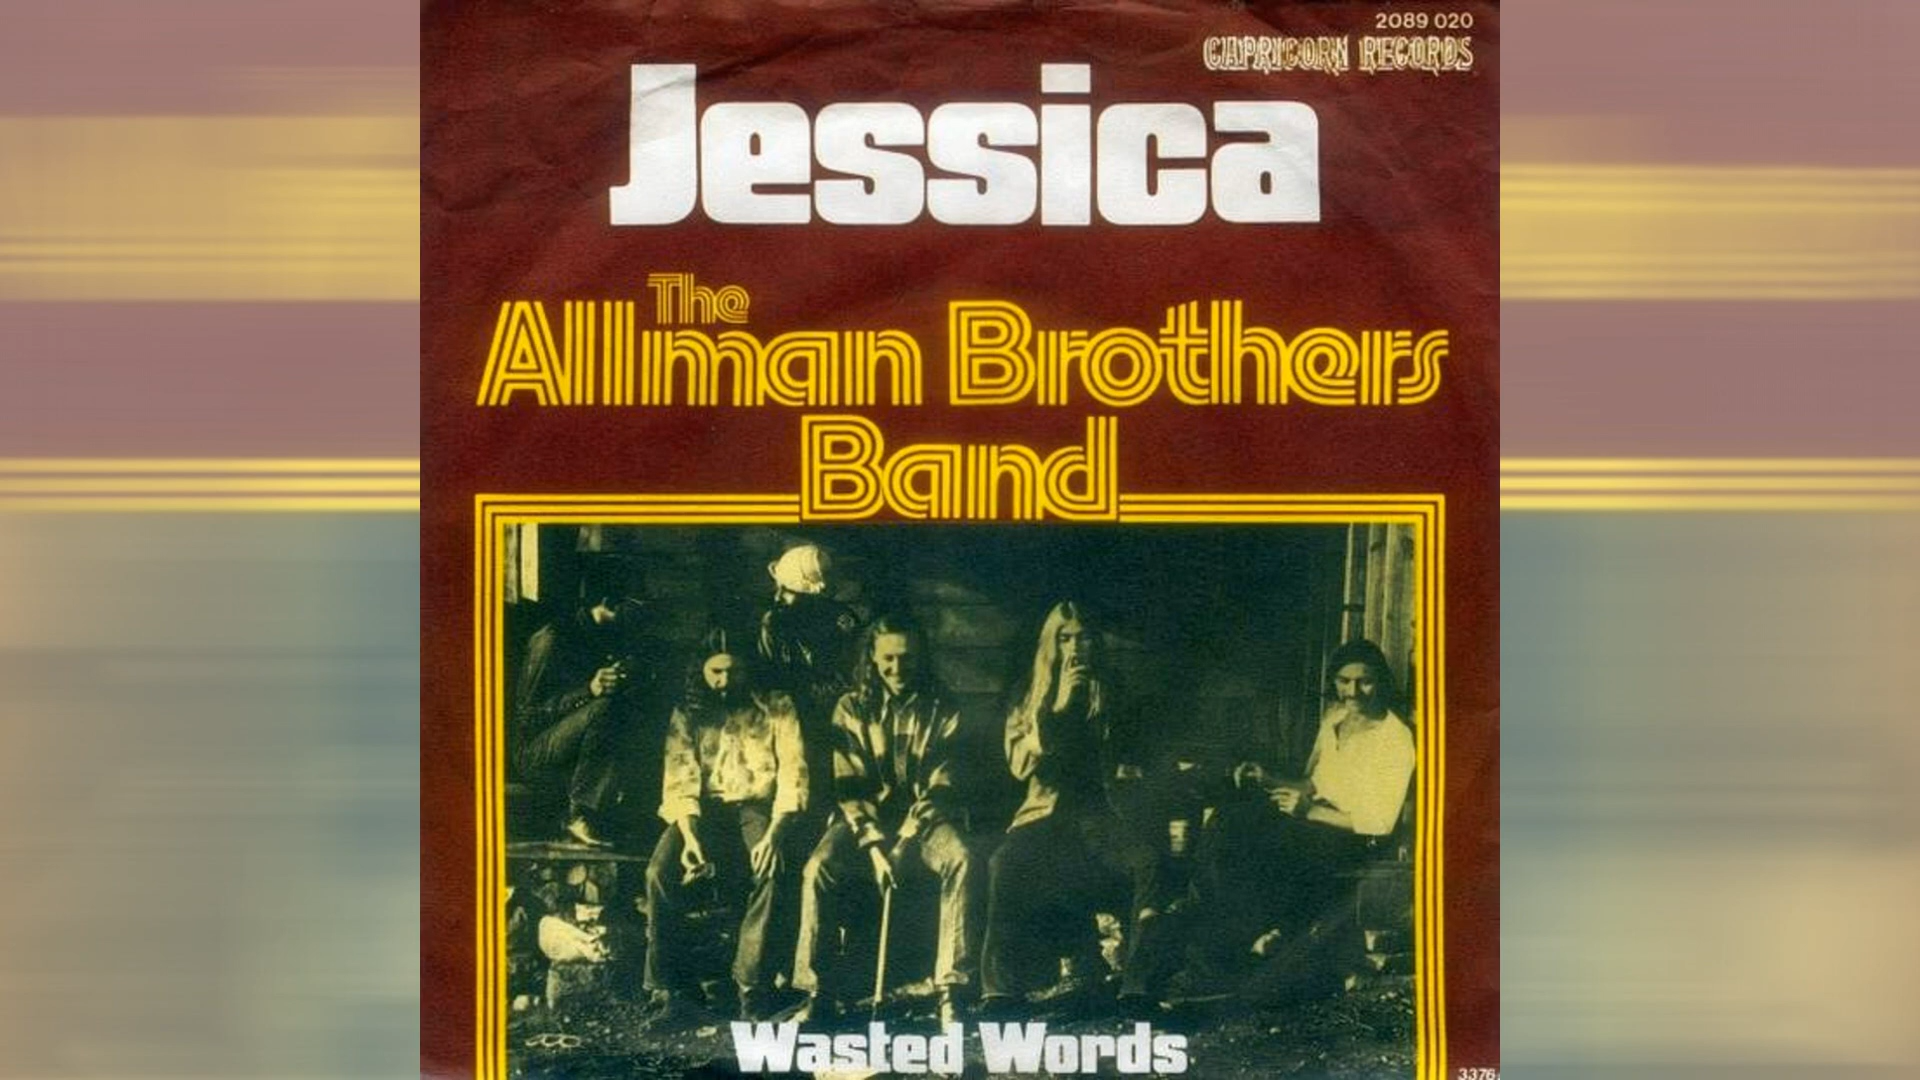 2089 020
CAPRICORN RECORDS
Jessica
The
Allman Brothers
Band
Wasted Words
3376